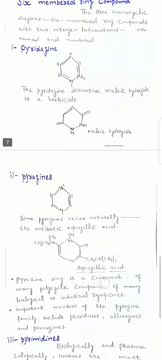 Six membered Ring Compound
The three monocyclic
diazines - Six-membered ring compounds
with two nitrogen heteroatoms - are
named and numbered
i- Pyridazine
The pyridazine derivative maleic hydrazide
is a herbicide
Maleic hydrazide
7
ii- pyrazines
Some pyrazines occur naturally
The antibiotic aspergillic acid
Aspergillic acid
• Pyrazine ring is a component of
many polycyclic compounds of many
biological or industrial significance.
• Important members of the pyrazine
family include pteridines, alloxazines
and phenazines.
iii- pyrimidines
Biologically and pharma-
cologically, the most